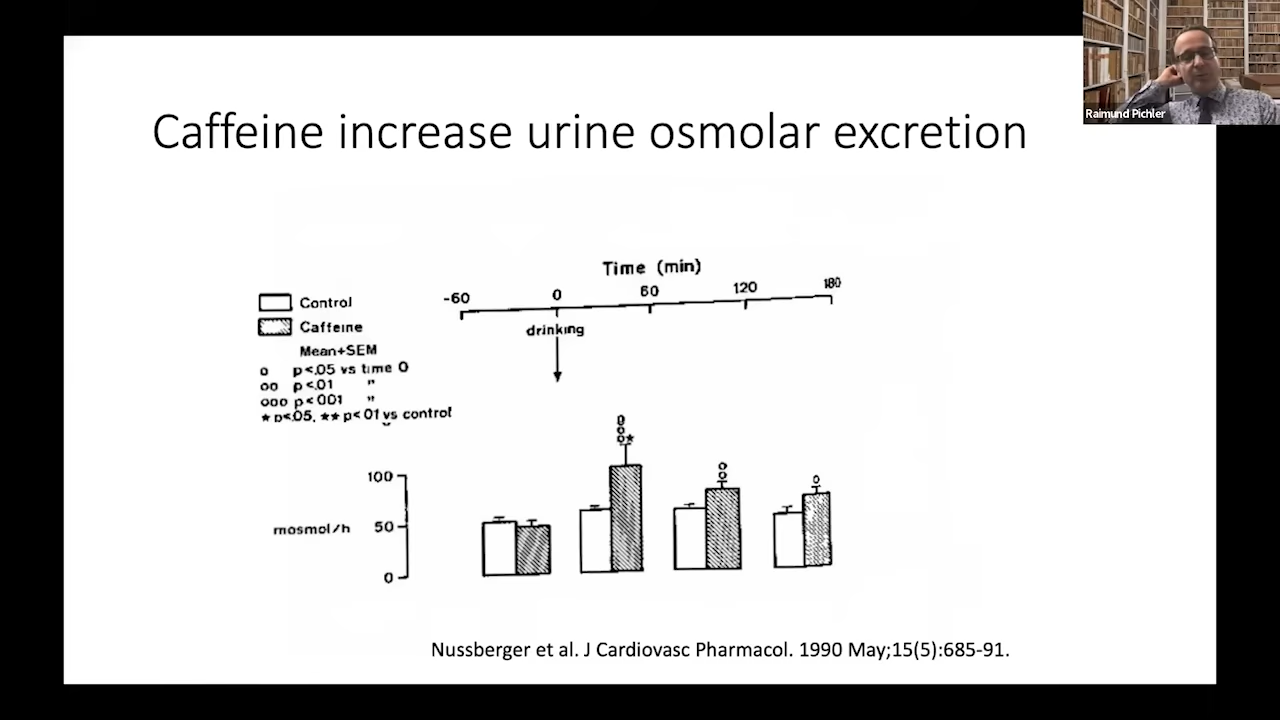 Raimund Pichler
Caffeine increase urine osmolar excretion
Time (min)
-60 0 60 120 180
drinking
Control
Caffeine
Mean+SEM
o p<.05 vs time 0
oo p<.01 "
ooo p<001 "
★ p<.05, ★★ p<01 vs control
o
o
o★
o
o
o
100
mosmol/h 50
0
Nussberger et al. J Cardiovasc Pharmacol. 1990 May;15(5):685-91.